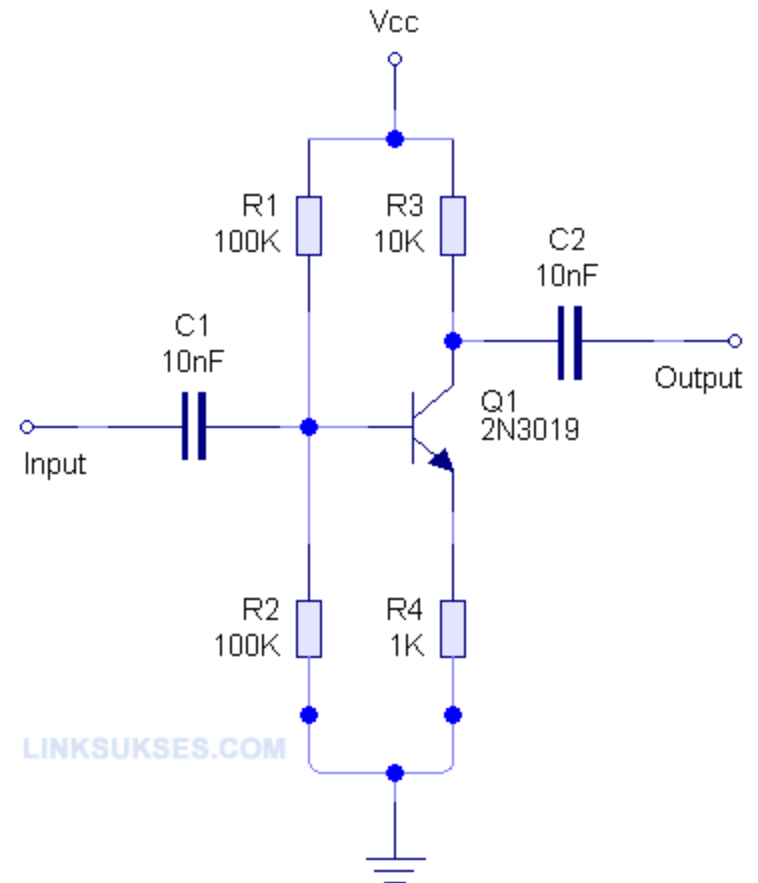 Vcc
R1
100K
R3
10K
C2
10nF
C1
10nF
Output
Q1
2N3019
Input
R2
100K
R4
1K
LINKSUKSES.COM